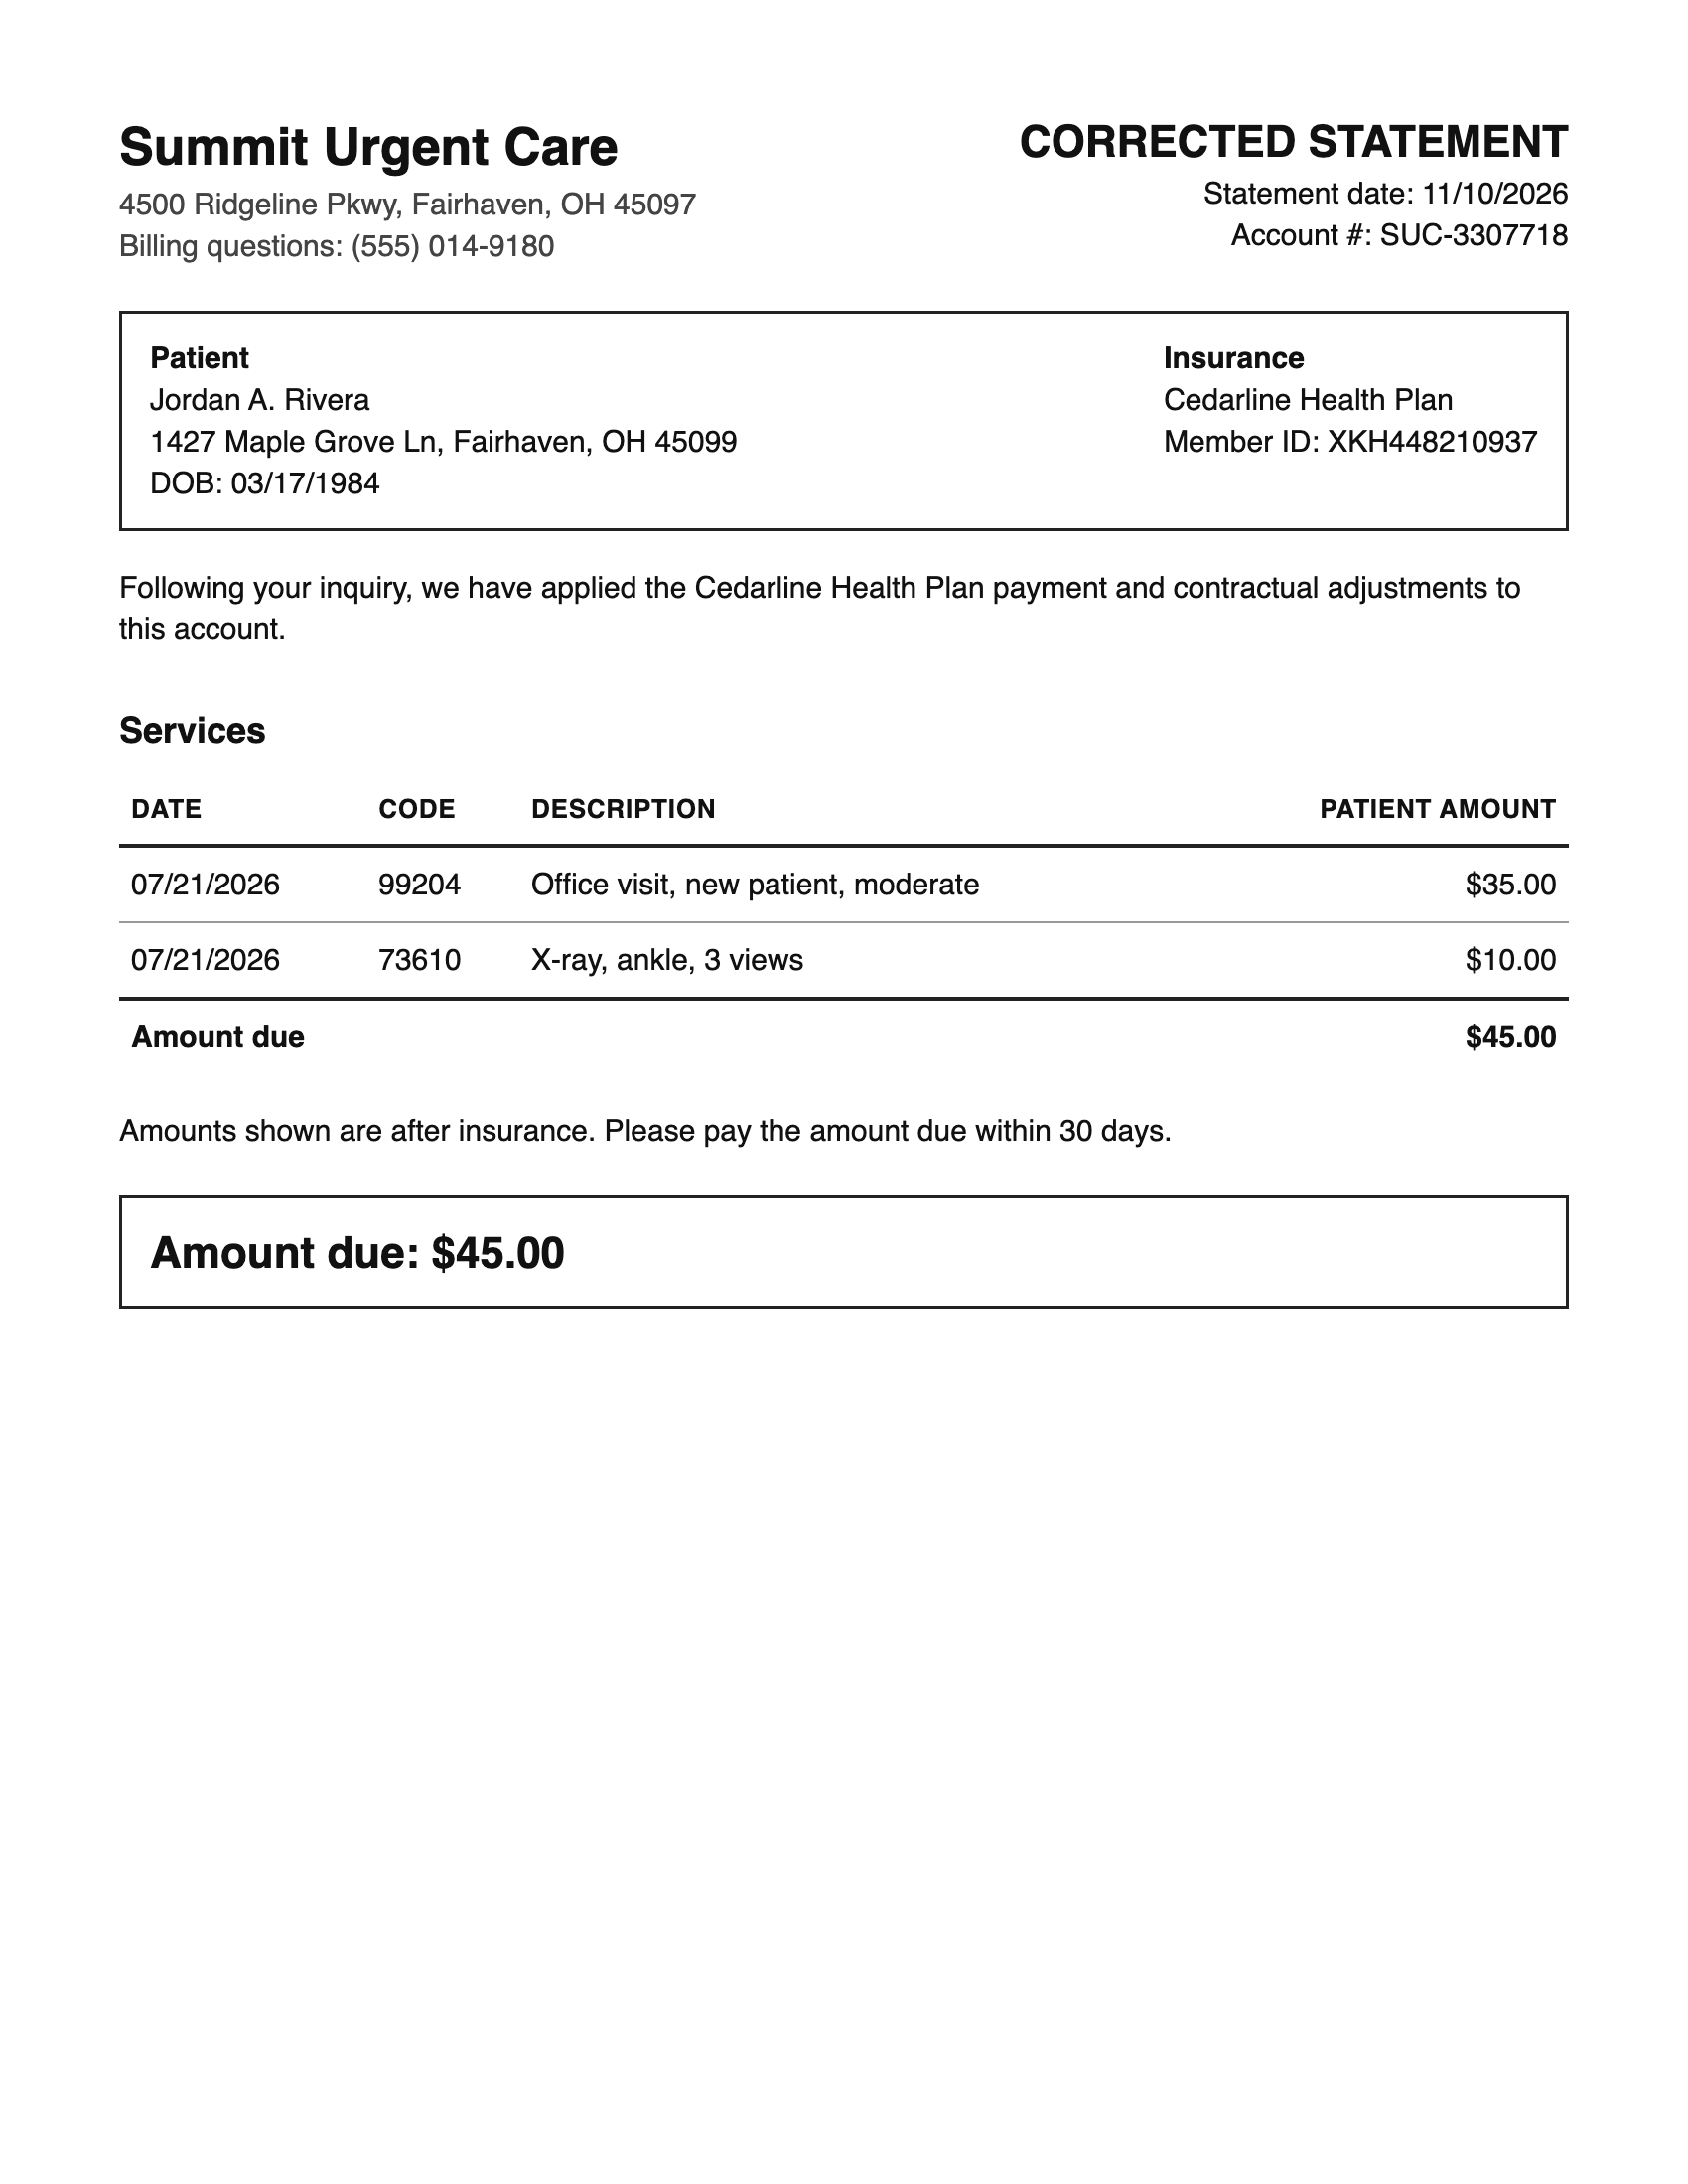 Summit Urgent Care
4500 Ridgeline Pkwy, Fairhaven, OH 45097
Billing questions: (555) 014-9180
CORRECTED STATEMENT
Statement date: 11/10/2026
Account #: SUC-3307718
Patient
Jordan A. Rivera
1427 Maple Grove Ln, Fairhaven, OH 45099
DOB: 03/17/1984
Insurance
Cedarline Health Plan
Member ID: XKH448210937
Following your inquiry, we have applied the Cedarline Health Plan payment and contractual adjustments to
this account.
Services
DATE CODE DESCRIPTION PATIENT AMOUNT
07/21/2026 99204 Office visit, new patient, moderate $35.00
07/21/2026 73610 X-ray, ankle, 3 views $10.00
Amount due $45.00
Amounts shown are after insurance. Please pay the amount due within 30 days.
Amount due: $45.00